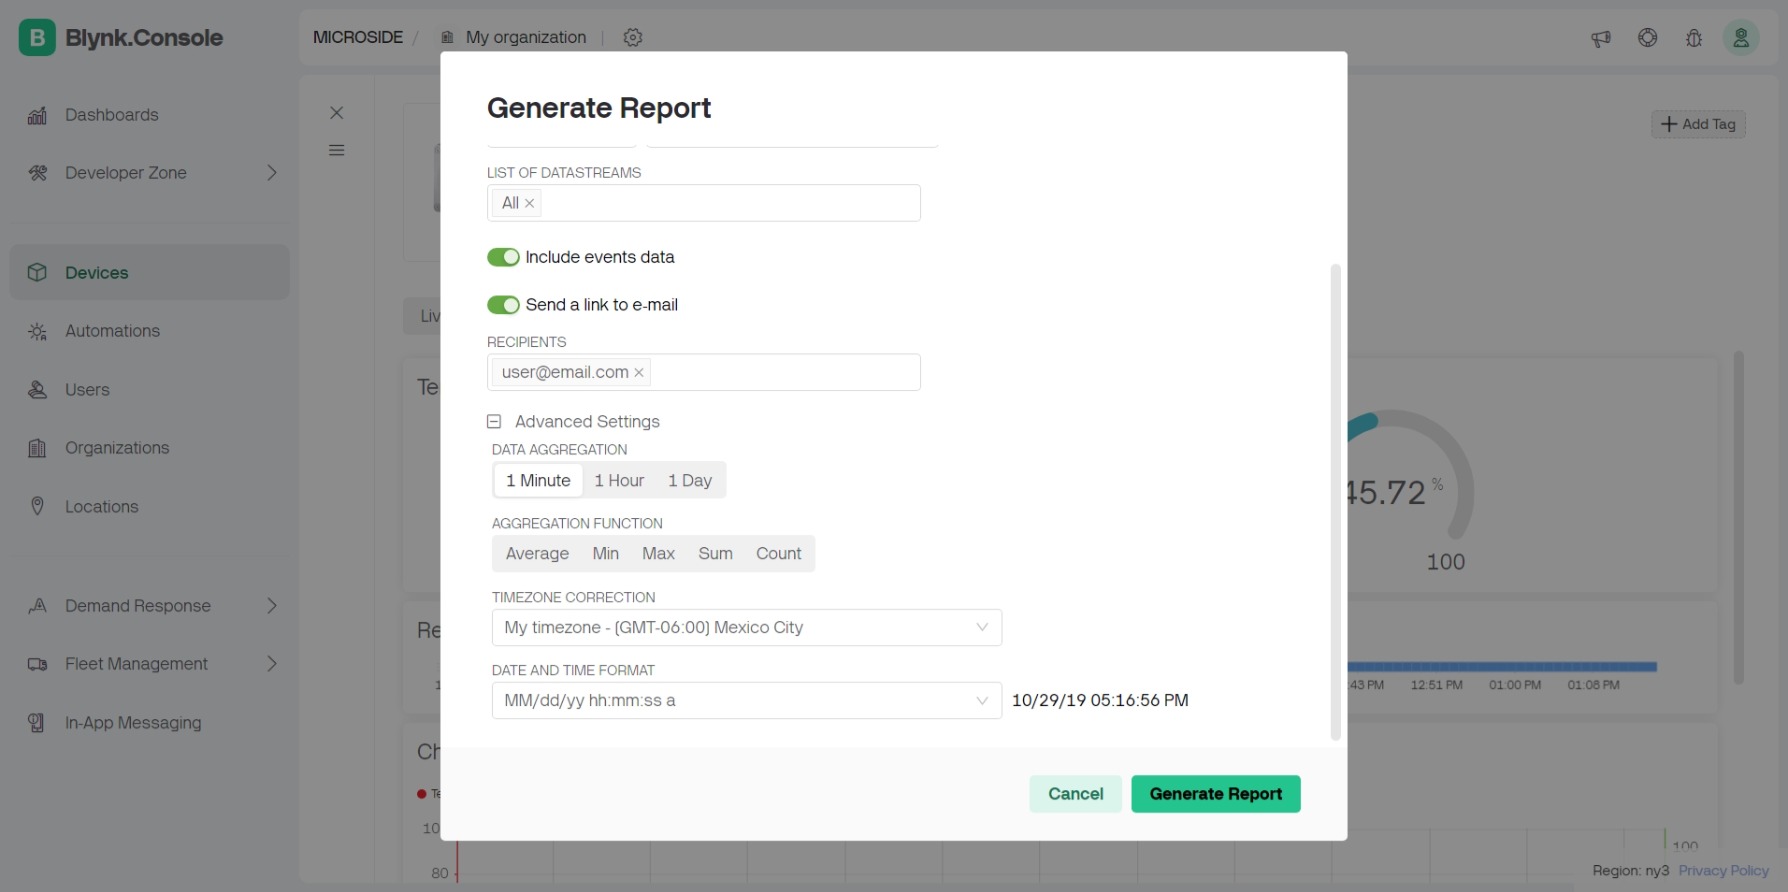 B Blynk.Console
MICROSIDE / My organization
Dashboards
Developer Zone
Devices
Automations
Users
Organizations
Locations
Demand Response
Fleet Management
In-App Messaging
Add Tag
Liv
Te
Re
Ch
Te
10
80
Generate Report
LIST OF DATASTREAMS
All
Include events data
Send a link to e-mail
RECIPIENTS
user@email.com
Advanced Settings
DATA AGGREGATION
1 Minute 1 Hour 1 Day
AGGREGATION FUNCTION
Average Min Max Sum Count
TIMEZONE CORRECTION
My timezone - (GMT-06:00) Mexico City
DATE AND TIME FORMAT
MM/dd/yy hh:mm:ss a 10/29/19 05:16:56 PM
Cancel Generate Report
45.72 %
100
:43 PM 12:51 PM 01:00 PM 01:08 PM
100
Region: ny3 Privacy Policy